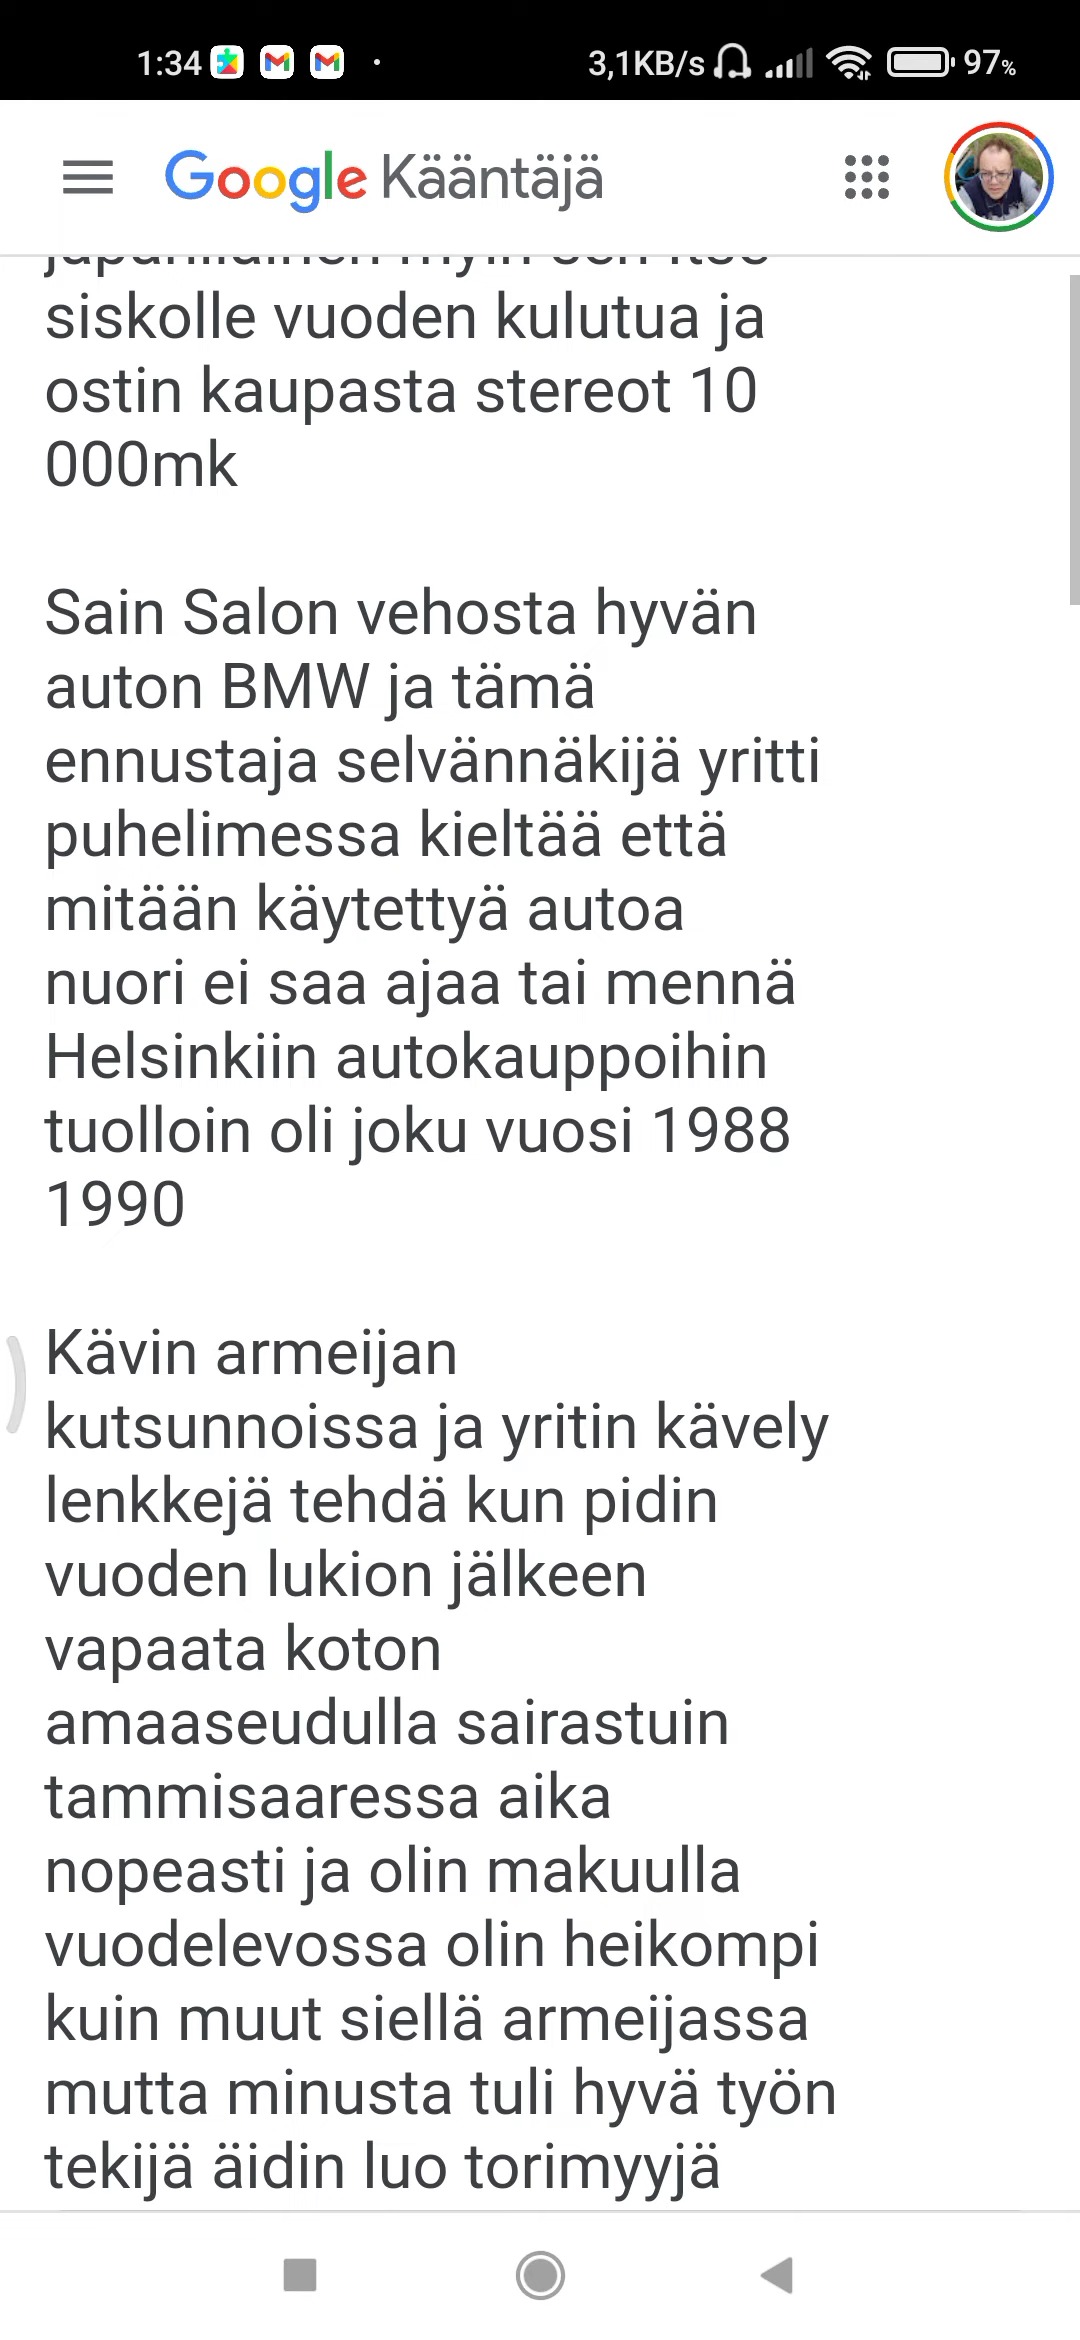 1:34 3,1KB/s 97%
Google Kääntäjä
siskolle vuoden kulutua ja
ostin kaupasta stereot 10
000mk
Sain Salon vehosta hyvän
auton BMW ja tämä
ennustaja selvännäkijä yritti
puhelimessa kieltää että
mitään käytettyä autoa
nuori ei saa ajaa tai mennä
Helsinkiin autokauppoihin
tuolloin oli joku vuosi 1988
1990
Kävin armeijan
kutsunnoissa ja yritin kävely
lenkkejä tehdä kun pidin
vuoden lukion jälkeen
vapaata koton
amaaseudulla sairastuin
tammisaaressa aika
nopeasti ja olin makuulla
vuodelevossa olin heikompi
kuin muut siellä armeijassa
mutta minusta tuli hyvä työn
tekijä äidin luo torimyyjä